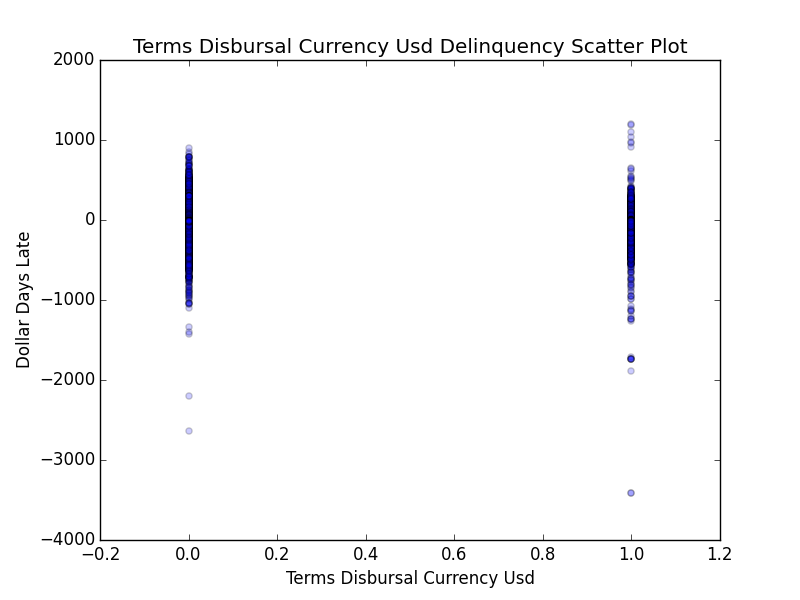 Terms Disbursal Currency Usd Delinquency Scatter Plot
2000
1000
0
−1000
−2000
−3000
−4000
Dollar Days Late
−0.2 0.0 0.2 0.4 0.6 0.8 1.0 1.2
Terms Disbursal Currency Usd